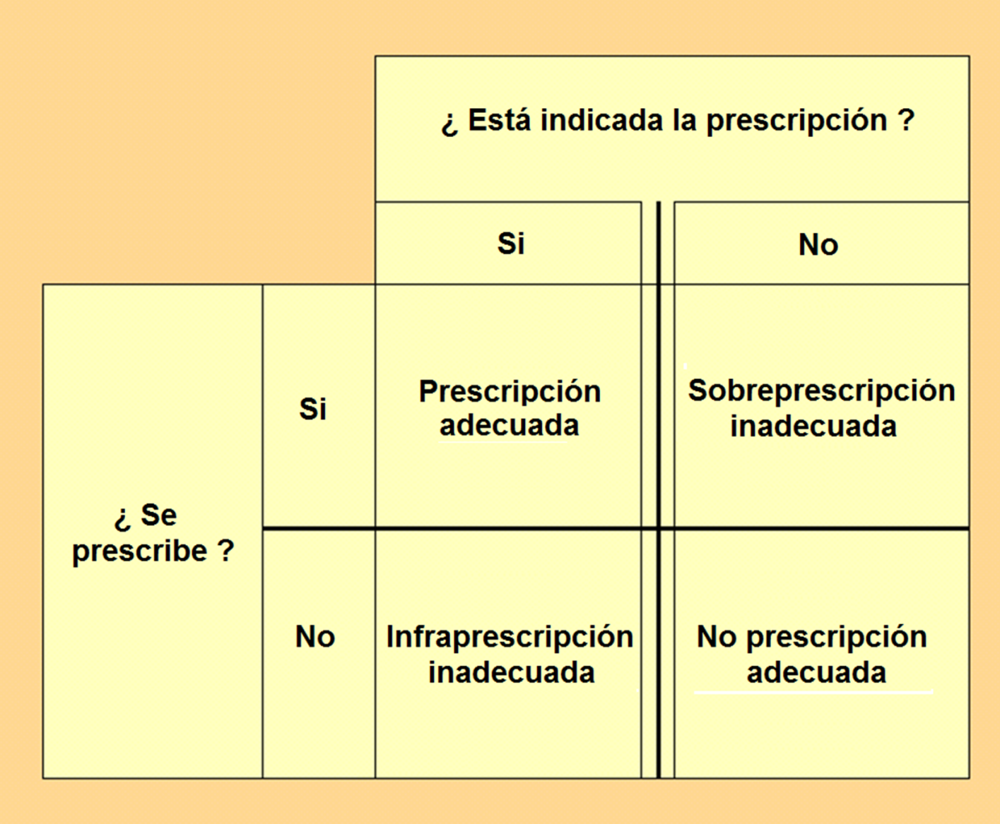 ¿ Está indicada la prescripción ?
Si
No
¿ Se
prescribe ?
Si
Prescripción
adecuada
Sobreprescripción
inadecuada
No
Infraprescripción
inadecuada
No prescripción
adecuada